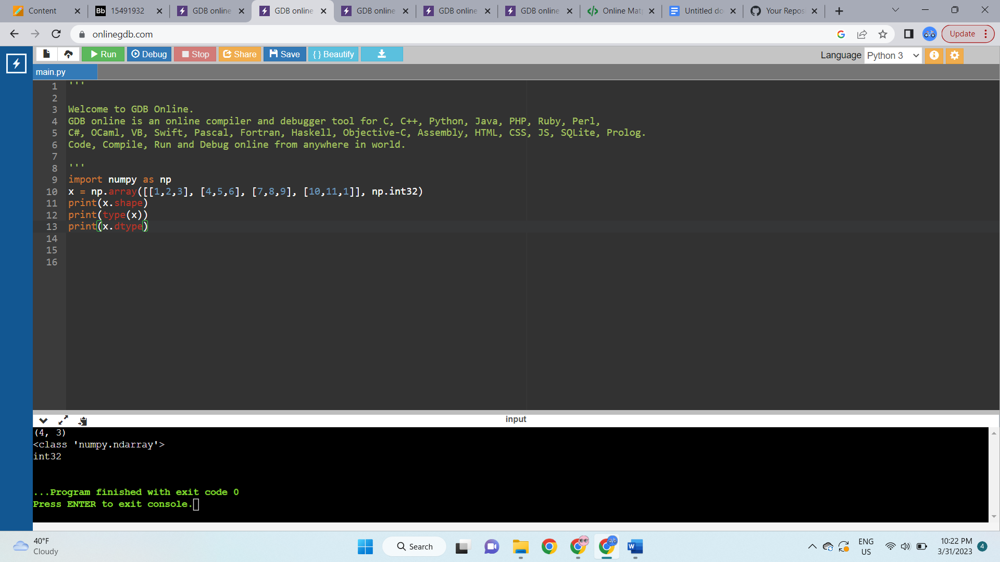 Content
15491932
GDB online
GDB online
GDB online
GDB online
GDB online
Online Mat
Untitled do
Your Repos
onlinegdb.com
Update
Run
Debug
Stop
Share
Save
{ } Beautify
Language
Python 3
main.py
1 '''
2
3 Welcome to GDB Online.
4 GDB online is an online compiler and debugger tool for C, C++, Python, Java, PHP, Ruby, Perl,
5 C#, OCaml, VB, Swift, Pascal, Fortran, Haskell, Objective-C, Assembly, HTML, CSS, JS, SQLite, Prolog.
6 Code, Compile, Run and Debug online from anywhere in world.
7
8 '''
9 import numpy as np
10 x = np.array([[1,2,3], [4,5,6], [7,8,9], [10,11,1]], np.int32)
11 print(x.shape)
12 print(type(x))
13 print(x.dtype)
14
15
16
input
(4, 3)
<class 'numpy.ndarray'>
int32
...Program finished with exit code 0
Press ENTER to exit console.
40°F
Cloudy
Search
ENG
US
10:22 PM
3/31/2023
4